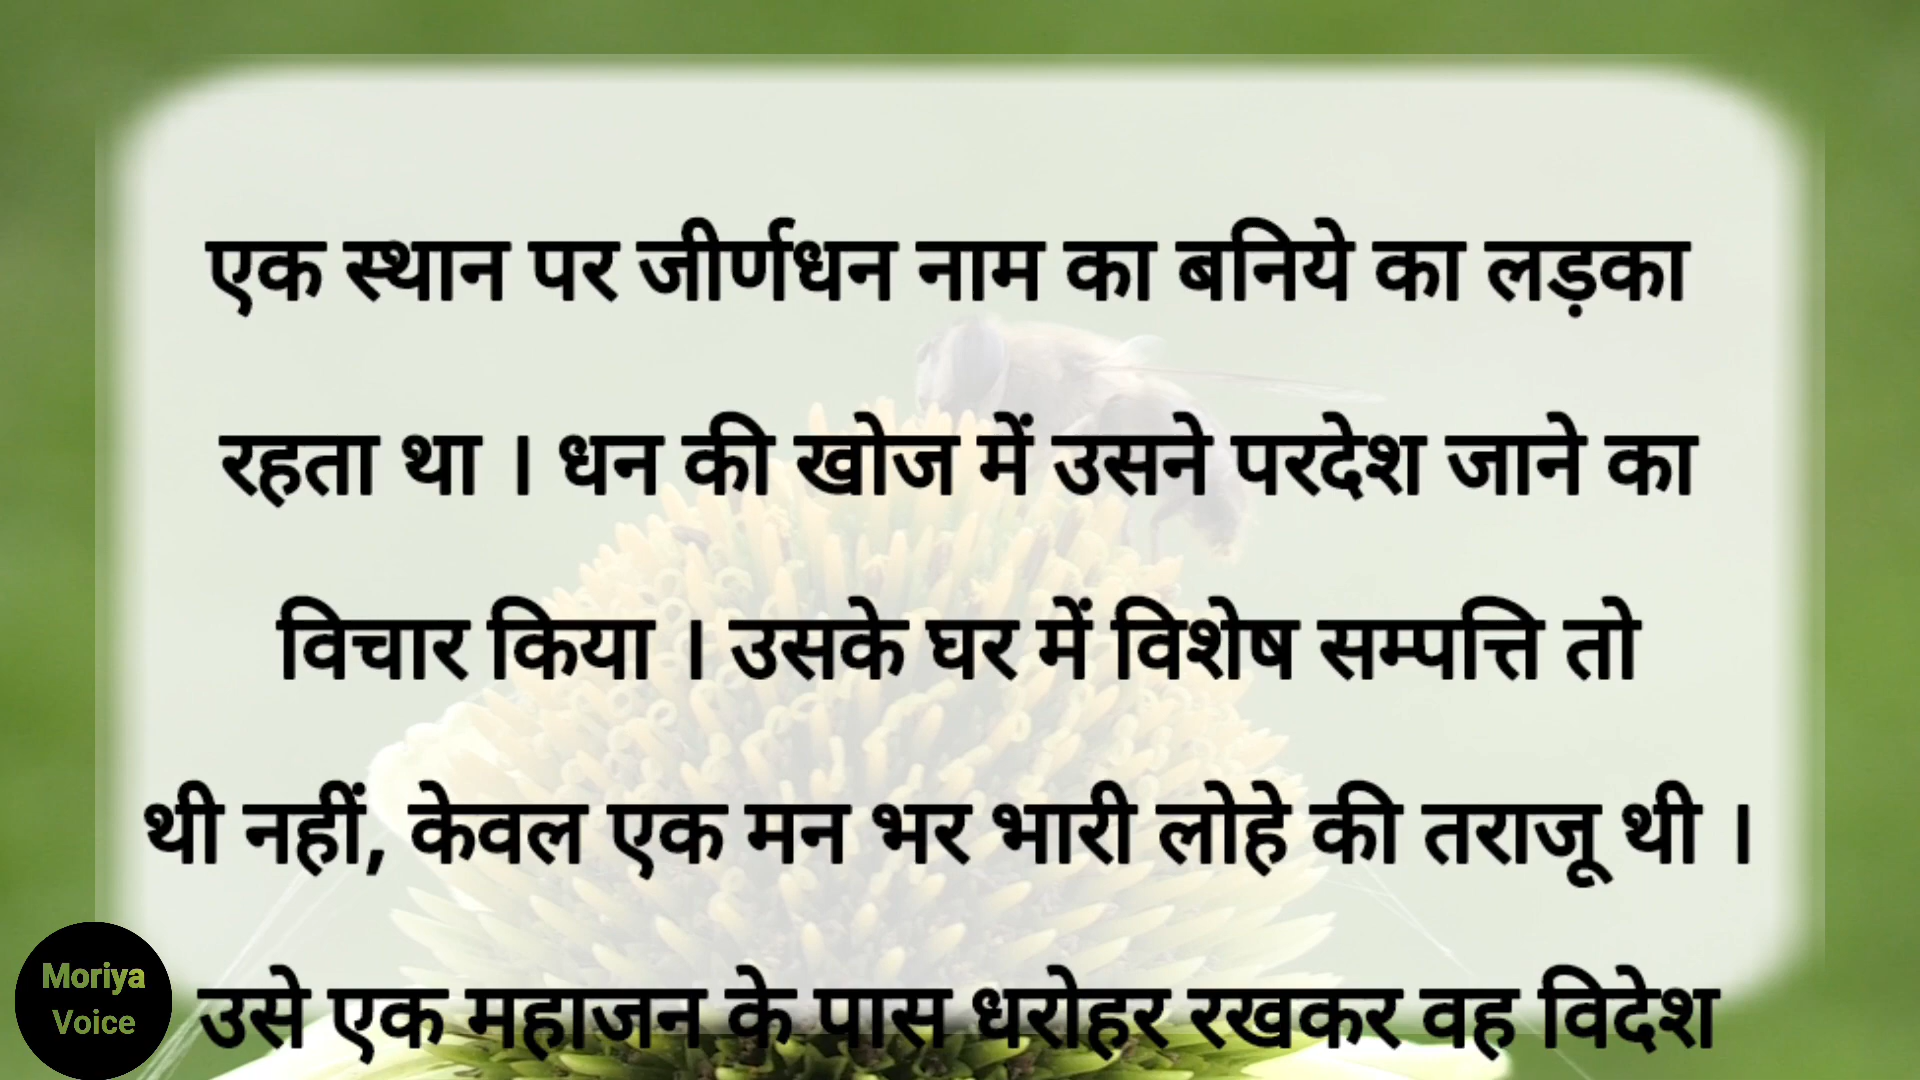 एक स्थान पर जीर्णधन नाम का बनिये का लड़का
रहता था । धन की खोज में उसने परदेश जाने का
विचार किया । उसके घर में विशेष सम्पत्ति तो
थी नहीं, केवल एक मन भर भारी लोहे की तराजू थी ।
उसे एक महाजन के पास धरोहर रखकर वह विदेश
Moriya
Voice